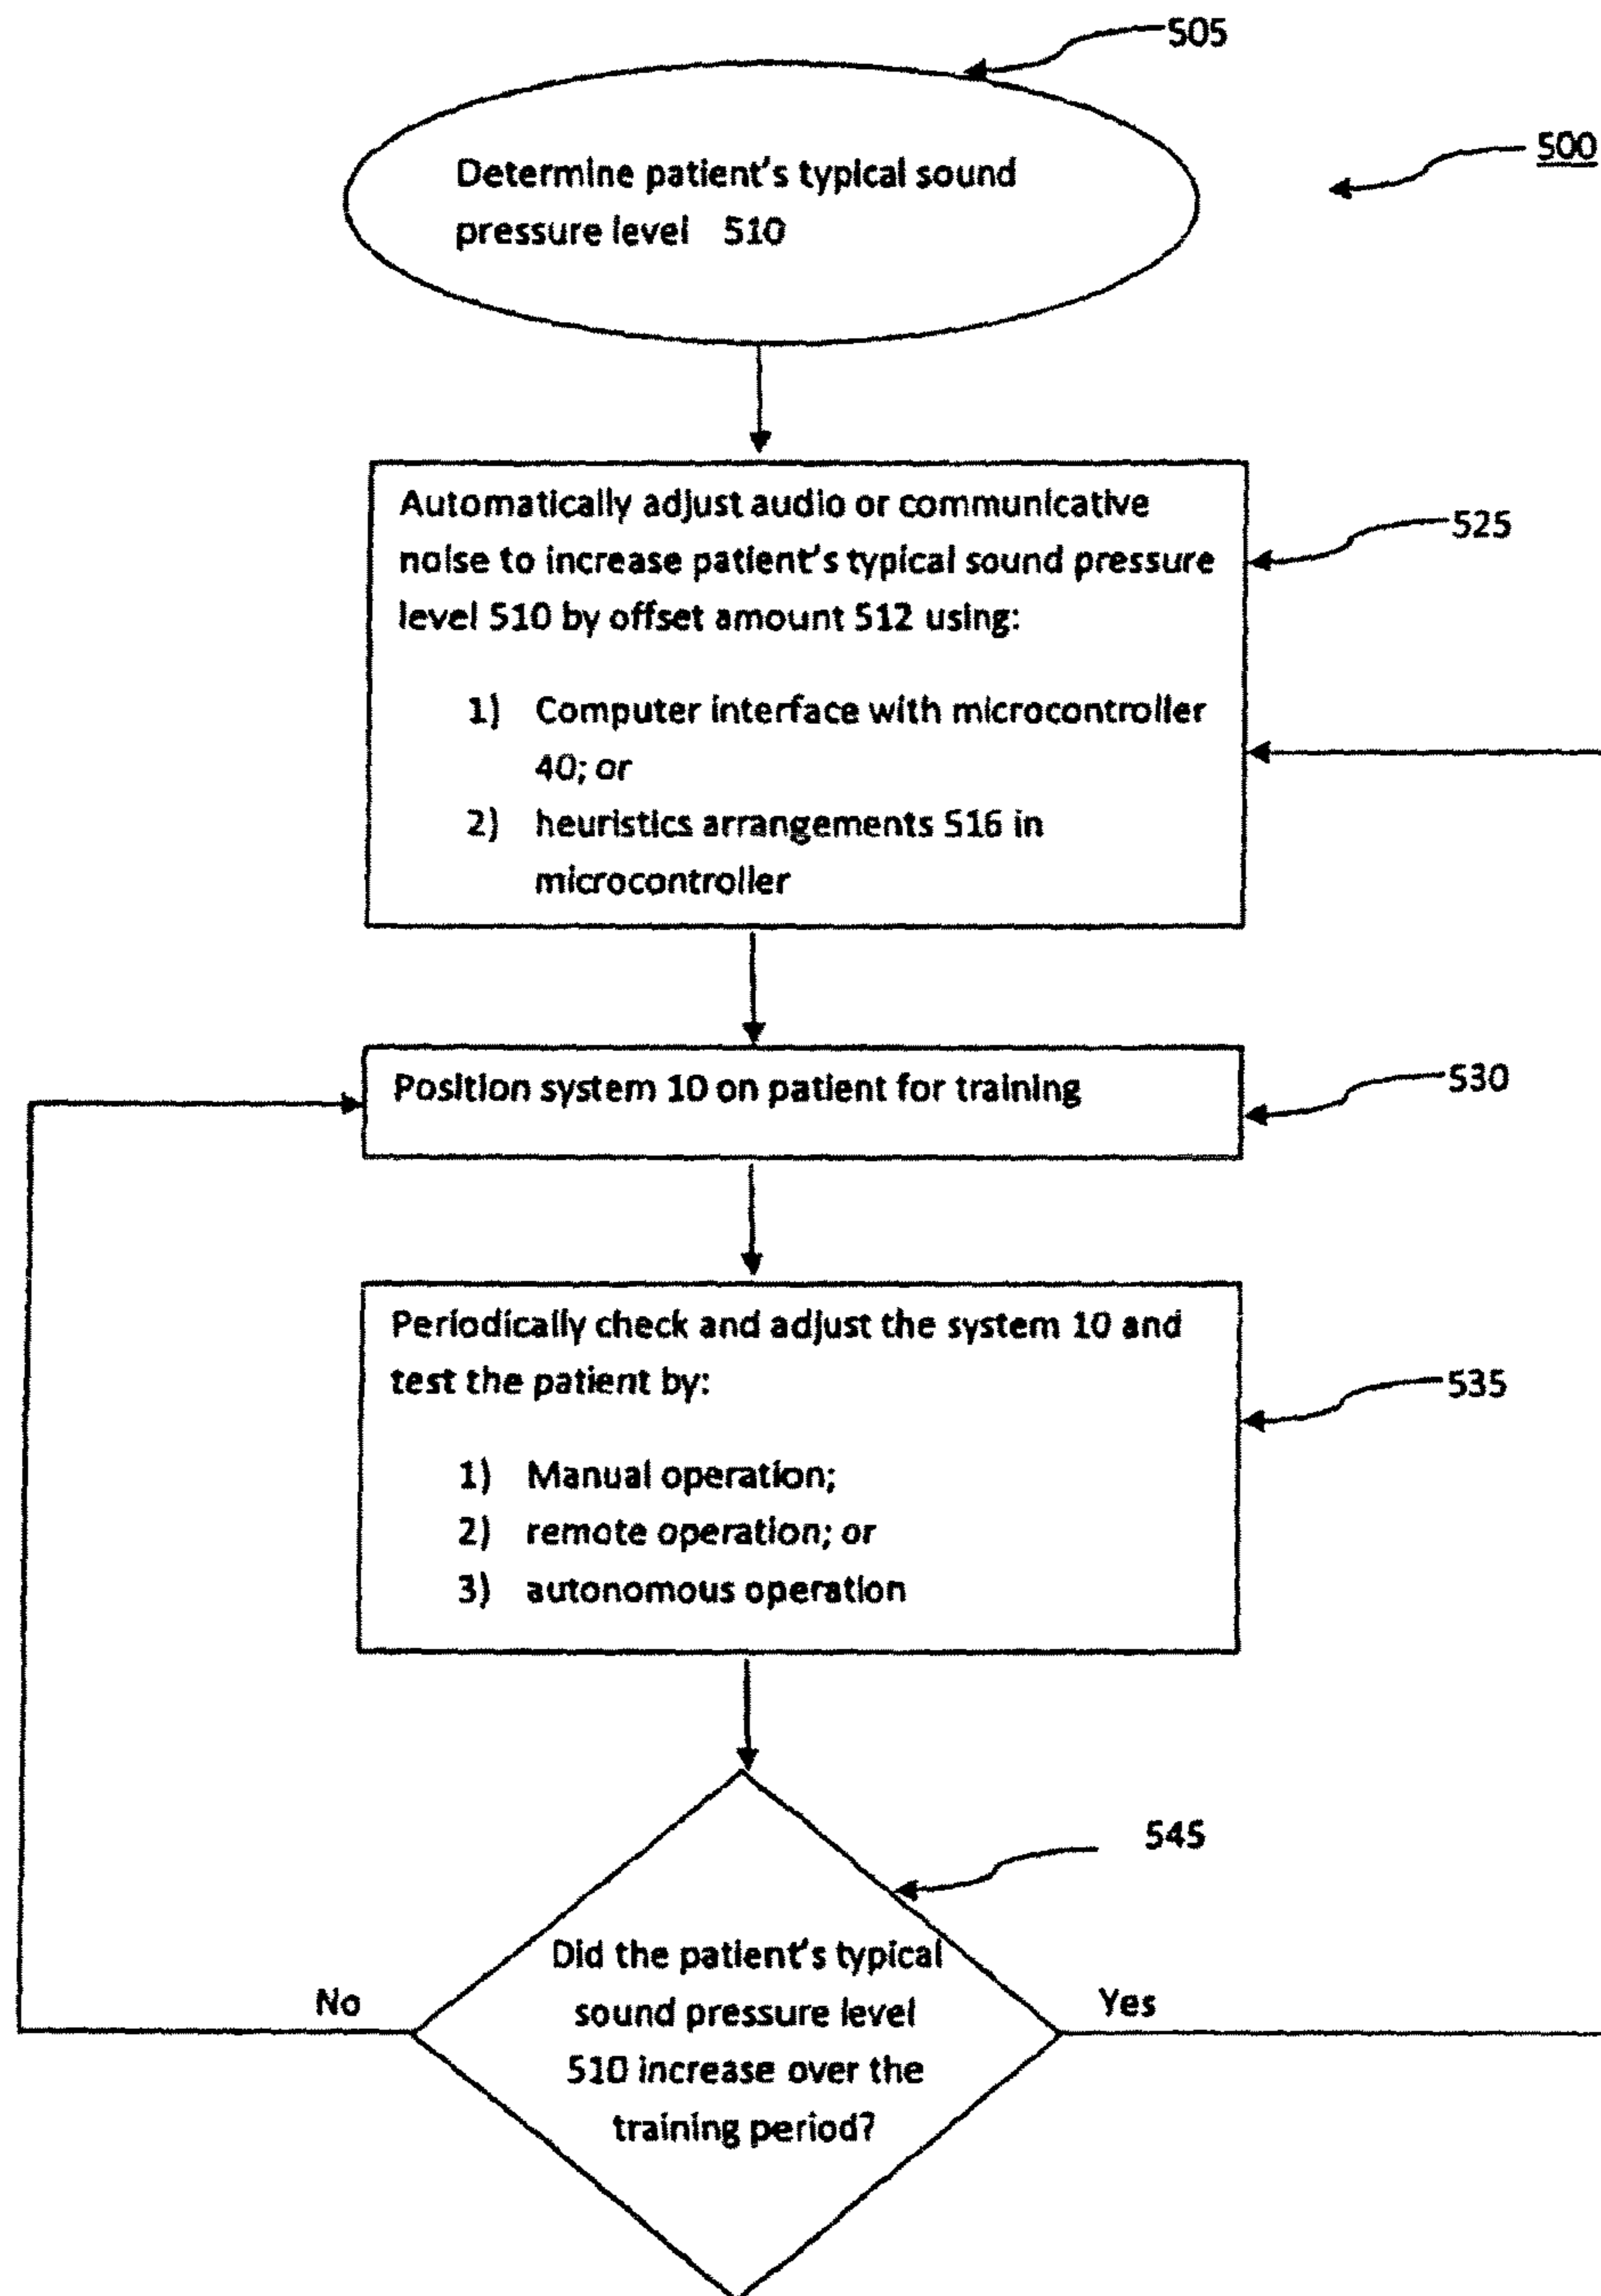 505
500
Determine patient's typical sound
pressure level 510
Automatically adjust audio or communicative
noise to increase patient's typical sound pressure
level 510 by offset amount 512 using:
525
1) Computer interface with microcontroller
40; or
2) heuristics arrangements 516 in
microcontroller
Position system 10 on patient for training
530
Periodically check and adjust the system 10 and
test the patient by:
535
1) Manual operation;
2) remote operation; or
3) autonomous operation
545
Did the patient's typical
sound pressure level
510 increase over the
training period?
No
Yes